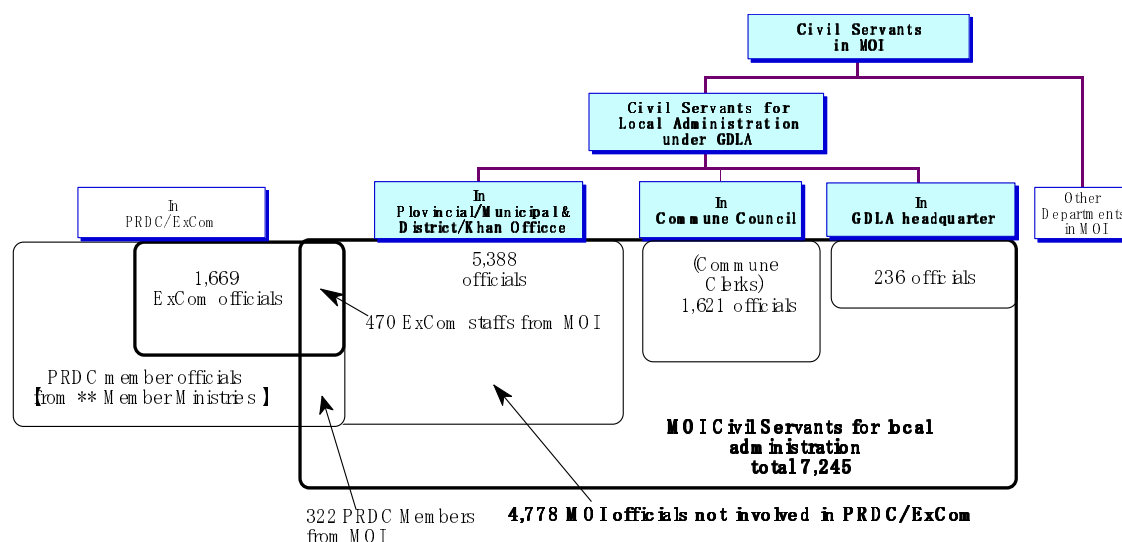 Civil Servants
in MOI
Civil Servants for
Local Administration
under GDLA
In
PRDC/ExCom
In
Plovincial/Municipal &
District/Khan Officce
In
Commune Council
In
GDLA headquarter
Other
Departments
in MOI
1,669
ExCom officials
5,388
officials
(Commune
Clerks)
1,621 officials
236 officials
470 ExCom staffs from MOI
PRDC member officials
【from ** Member Ministries】
MOI Civil Servants for local
administration
total 7,245
322 PRDC Members
from MOI
4,778 MOI officials not involved in PRDC/ExCom